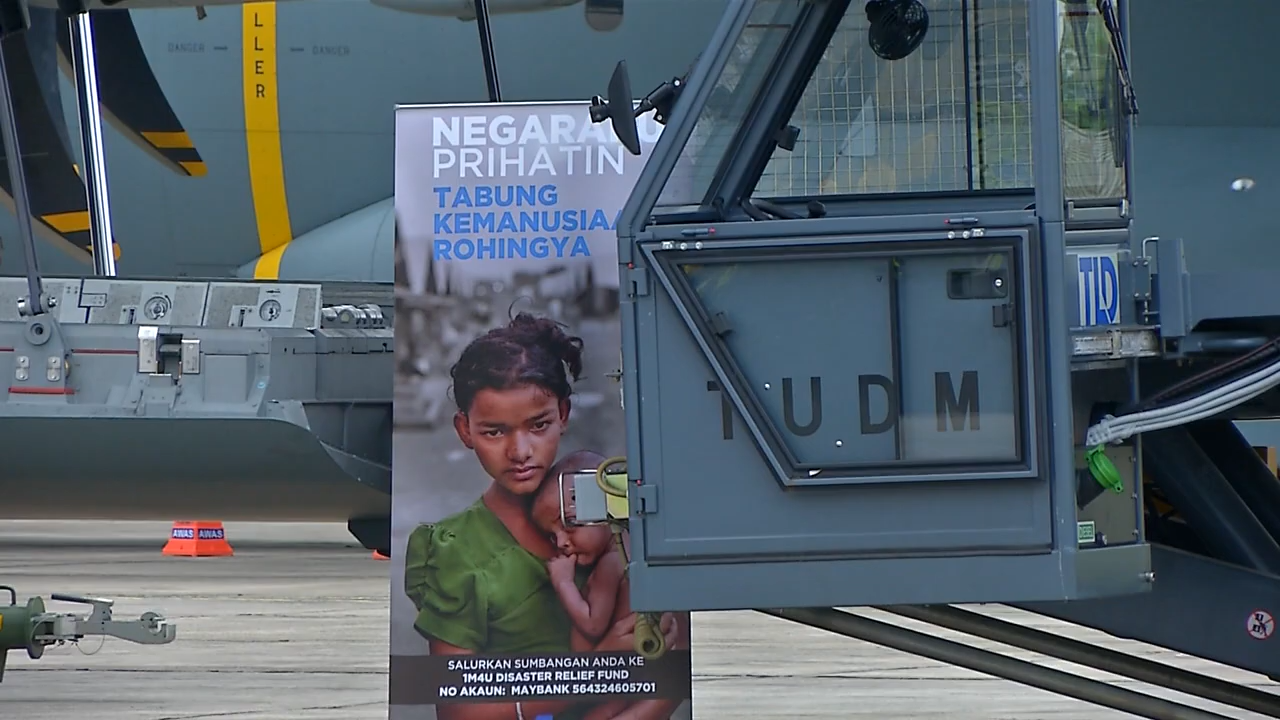 DANGER — — DANGER
LLER
NEGARA
PRIHATIN
TABUNG
KEMANUSIAA
ROHINGYA
TLD
TUDM
AWAS AWAS
SALURKAN SUMBANGAN ANDA KE
1M4U DISASTER RELIEF FUND
NO AKAUN: MAYBANK 564324605701